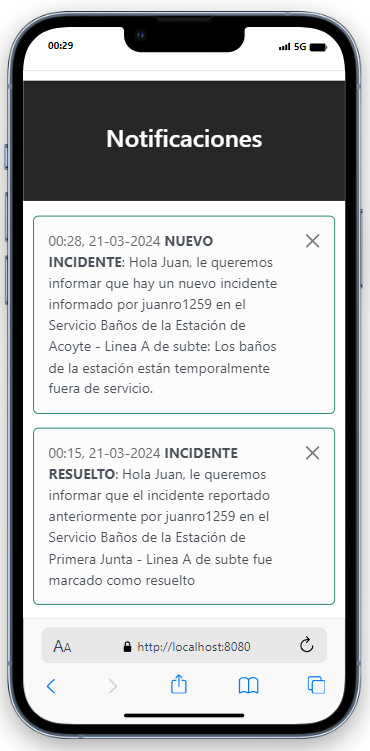 00:29
5G
Notificaciones
00:28, 21-03-2024 NUEVO
INCIDENTE: Hola Juan, le queremos
informar que hay un nuevo incidente
informado por juanro1259 en el
Servicio Baños de la Estación de
Acoyte - Linea A de subte: Los baños
de la estación están temporalmente
fuera de servicio.
00:15, 21-03-2024 INCIDENTE
RESUELTO: Hola Juan, le queremos
informar que el incidente reportado
anteriormente por juanro1259 en el
Servicio Baños de la Estación de
Primera Junta - Linea A de subte fue
marcado como resuelto
AA
http://localhost:8080